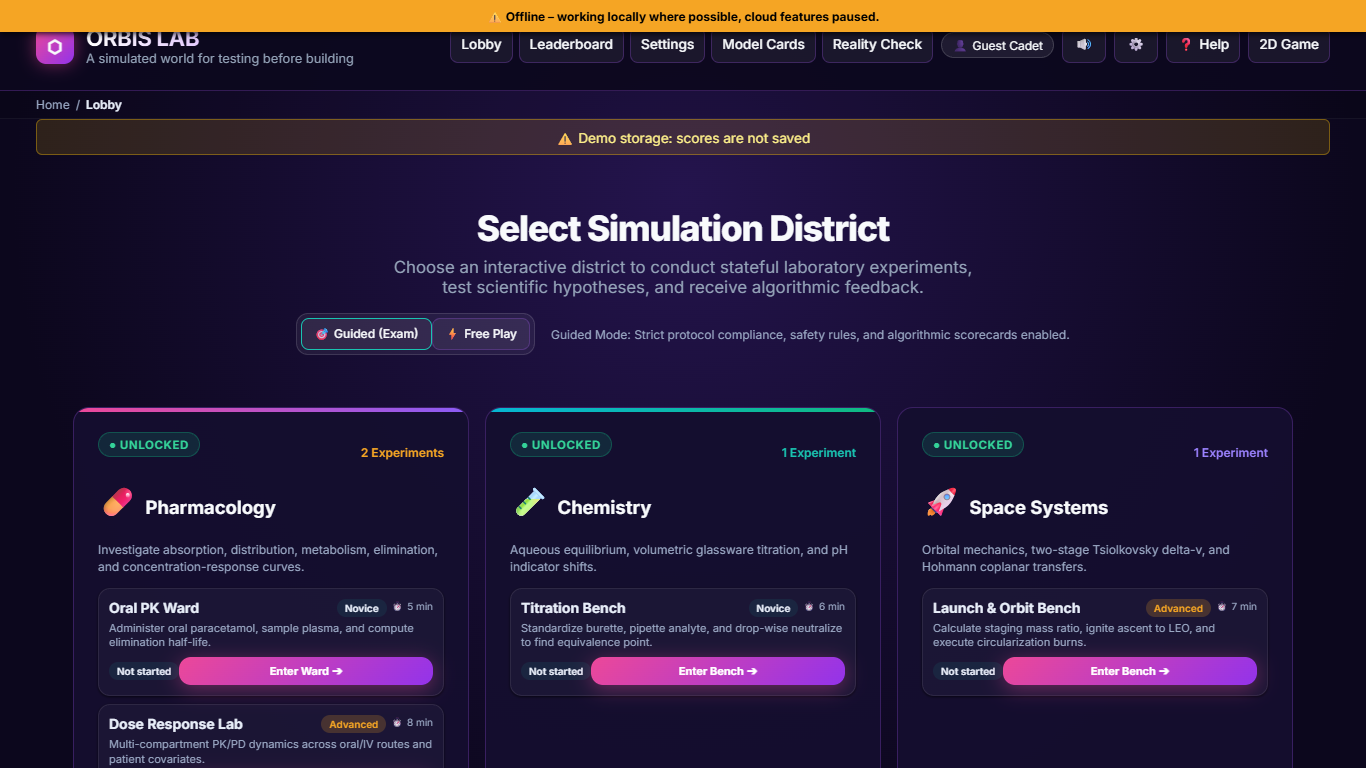 ⚠️ Offline – working locally where possible, cloud features paused.
ORBIS LAB
A simulated world for testing before building
Lobby
Leaderboard
Settings
Model Cards
Reality Check
👤 Guest Cadet
🔊
⚙
❓ Help
2D Game
Home / Lobby
⚠️ Demo storage: scores are not saved
Select Simulation District
Choose an interactive district to conduct stateful laboratory experiments,
test scientific hypotheses, and receive algorithmic feedback.
🎯 Guided (Exam)
⚡ Free Play
Guided Mode: Strict protocol compliance, safety rules, and algorithmic scorecards enabled.
● UNLOCKED
2 Experiments
💊 Pharmacology
Investigate absorption, distribution, metabolism, elimination,
and concentration-response curves.
Oral PK Ward
Novice
⏰ 5 min
Administer oral paracetamol, sample plasma, and compute
elimination half-life.
Not started
Enter Ward ➔
Dose Response Lab
Advanced
⏰ 8 min
Multi-compartment PK/PD dynamics across oral/IV routes and
patient covariates.
● UNLOCKED
1 Experiment
🧪 Chemistry
Aqueous equilibrium, volumetric glassware titration, and pH
indicator shifts.
Titration Bench
Novice
⏰ 6 min
Standardize burette, pipette analyte, and drop-wise neutralize
to find equivalence point.
Not started
Enter Bench ➔
● UNLOCKED
1 Experiment
🚀 Space Systems
Orbital mechanics, two-stage Tsiolkovsky delta-v, and
Hohmann coplanar transfers.
Launch & Orbit Bench
Advanced
⏰ 7 min
Calculate staging mass ratio, ignite ascent to LEO, and
execute circularization burns.
Not started
Enter Bench ➔